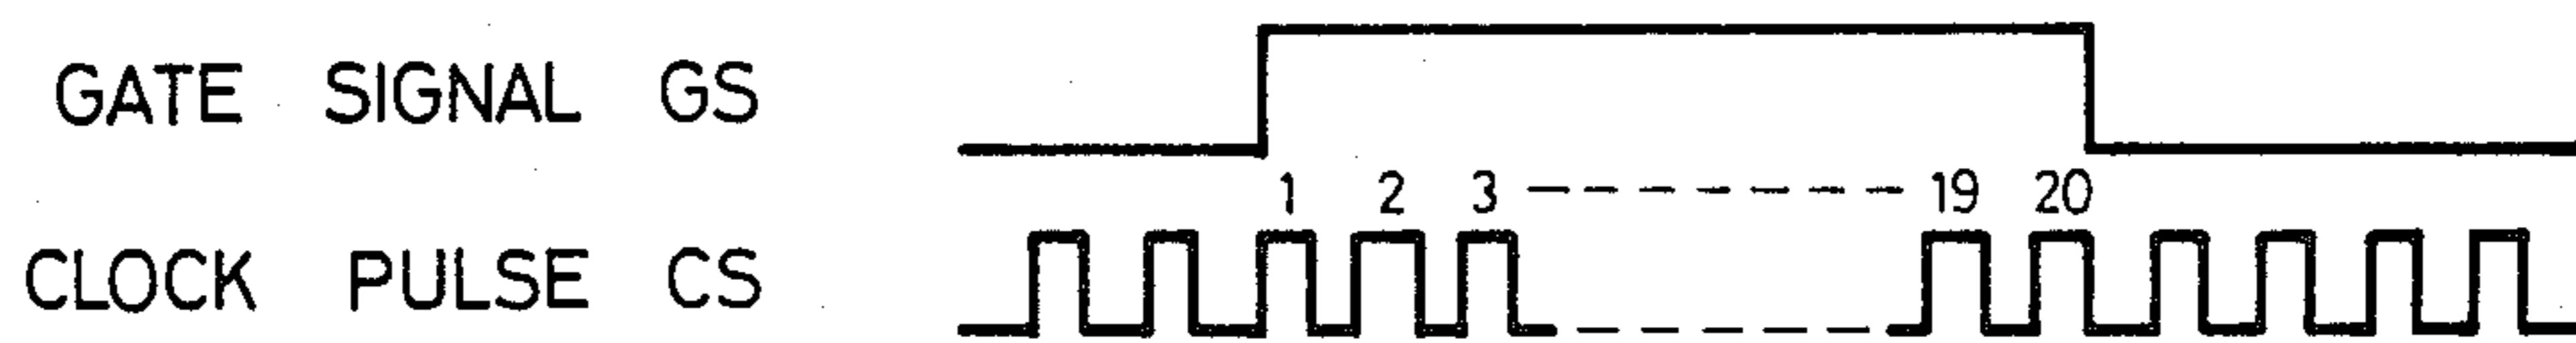 GATE SIGNAL GS
1 2 3 19 20
CLOCK PULSE CS